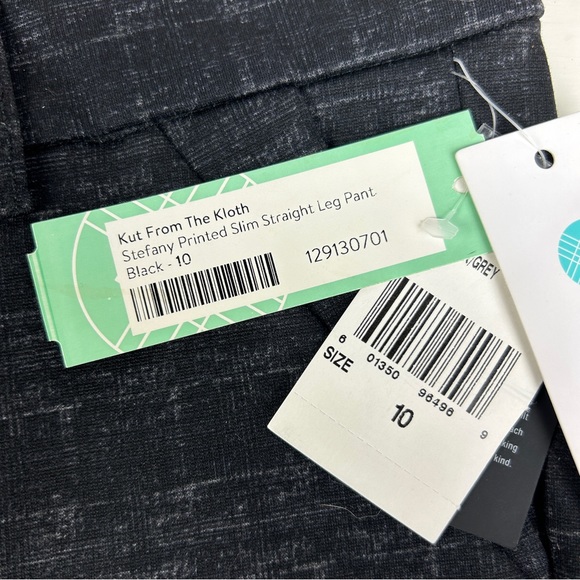 Kut From The Kloth
Stefany Printed Slim Straight Leg Pant
Black - 10
129130701
/GREY
6 01350 96496 9
SIZE 10
kind.